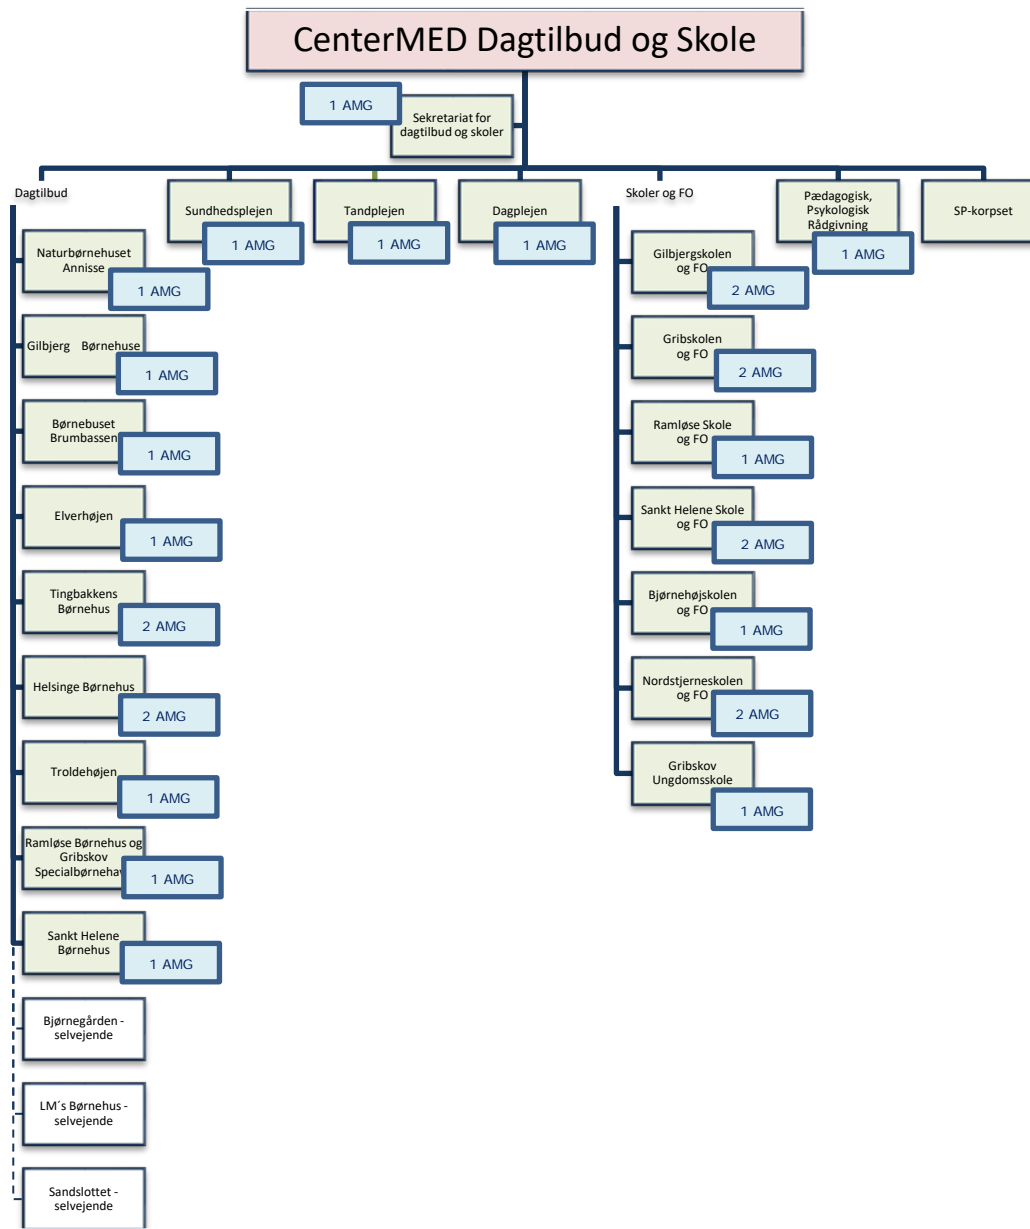 CenterMED Dagtilbud og Skole
1 AMG
Sekretariat for
dagtilbud og skoler
Dagtilbud
Sundhedsplejen
1 AMG
Tandplejen
1 AMG
Dagplejen
1 AMG
Skoler og FO
Pædagogisk,
Psykologisk
Rådgivning
1 AMG
SP-korpset
Naturbørnehuset
Annisse
1 AMG
Gilbjerg Børnehuse
1 AMG
Børnebuset
Brumbassen
1 AMG
Elverhøjen
1 AMG
Tingbakkens
Børnehus
2 AMG
Helsinge Børnehus
2 AMG
Troldehøjen
1 AMG
Ramløse Børnehus og
Gribskov
Specialbørnehav
1 AMG
Sankt Helene
Børnehus
1 AMG
Bjørnegården -
selvejende
LM´s Børnehus -
selvejende
Sandslottet -
selvejende
Gilbjergskolen
og FO
2 AMG
Gribskolen
og FO
2 AMG
Ramløse Skole
og FO
1 AMG
Sankt Helene Skole
og FO
2 AMG
Bjørnehøjskolen
og FO
1 AMG
Nordstjerneskolen
og FO
2 AMG
Gribskov
Ungdomsskole
1 AMG